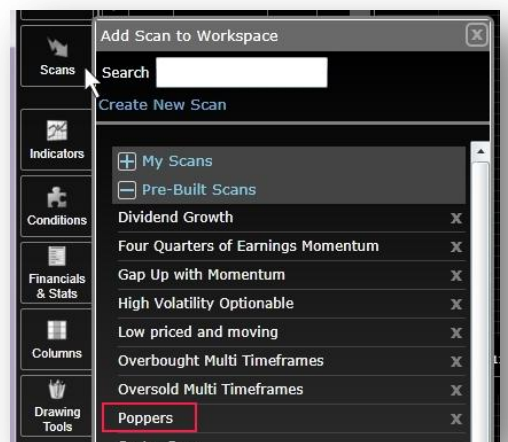 Add Scan to Workspace
X
Scans
Search
Create New Scan
Indicators
My Scans
Pre-Built Scans
Conditions
Dividend Growth X
Four Quarters of Earnings Momentum X
Financials
& Stats
Gap Up with Momentum X
High Volatility Optionable X
Low priced and moving X
Columns
Overbought Multi Timeframes X
Oversold Multi Timeframes X
Drawing
Tools
Poppers X